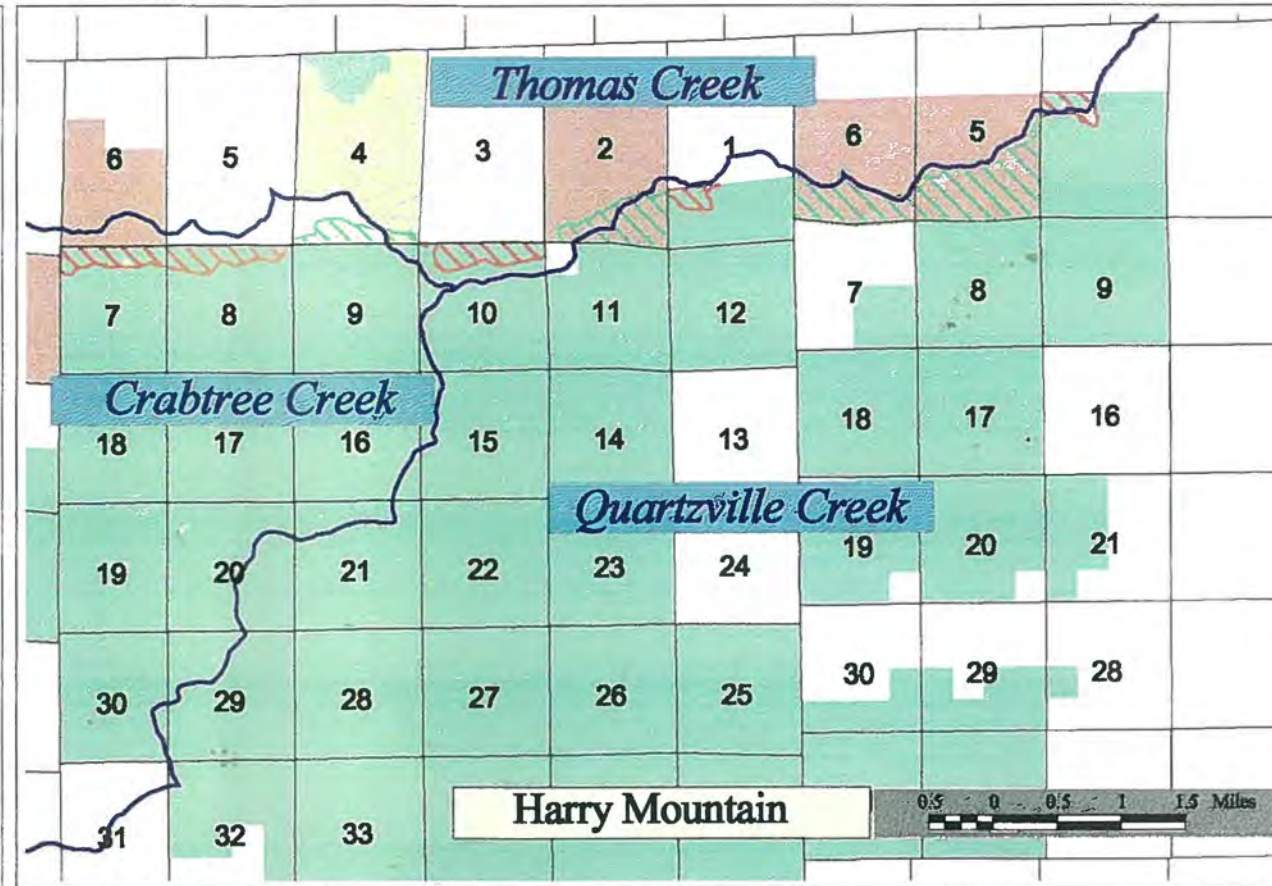 Thomas Creek
6 5 4 3 2 1 6 5
7 8 9 10 11 12 7 8 9
Crabtree Creek
18 17 16 15 14 13 18 17 16
Quartzville Creek
19 20 21 22 23 24 19 20 21
30 29 28 27 26 25 30 29 28
Harry Mountain
0.5 0 0.5 1 1.5 Miles
31 32 33